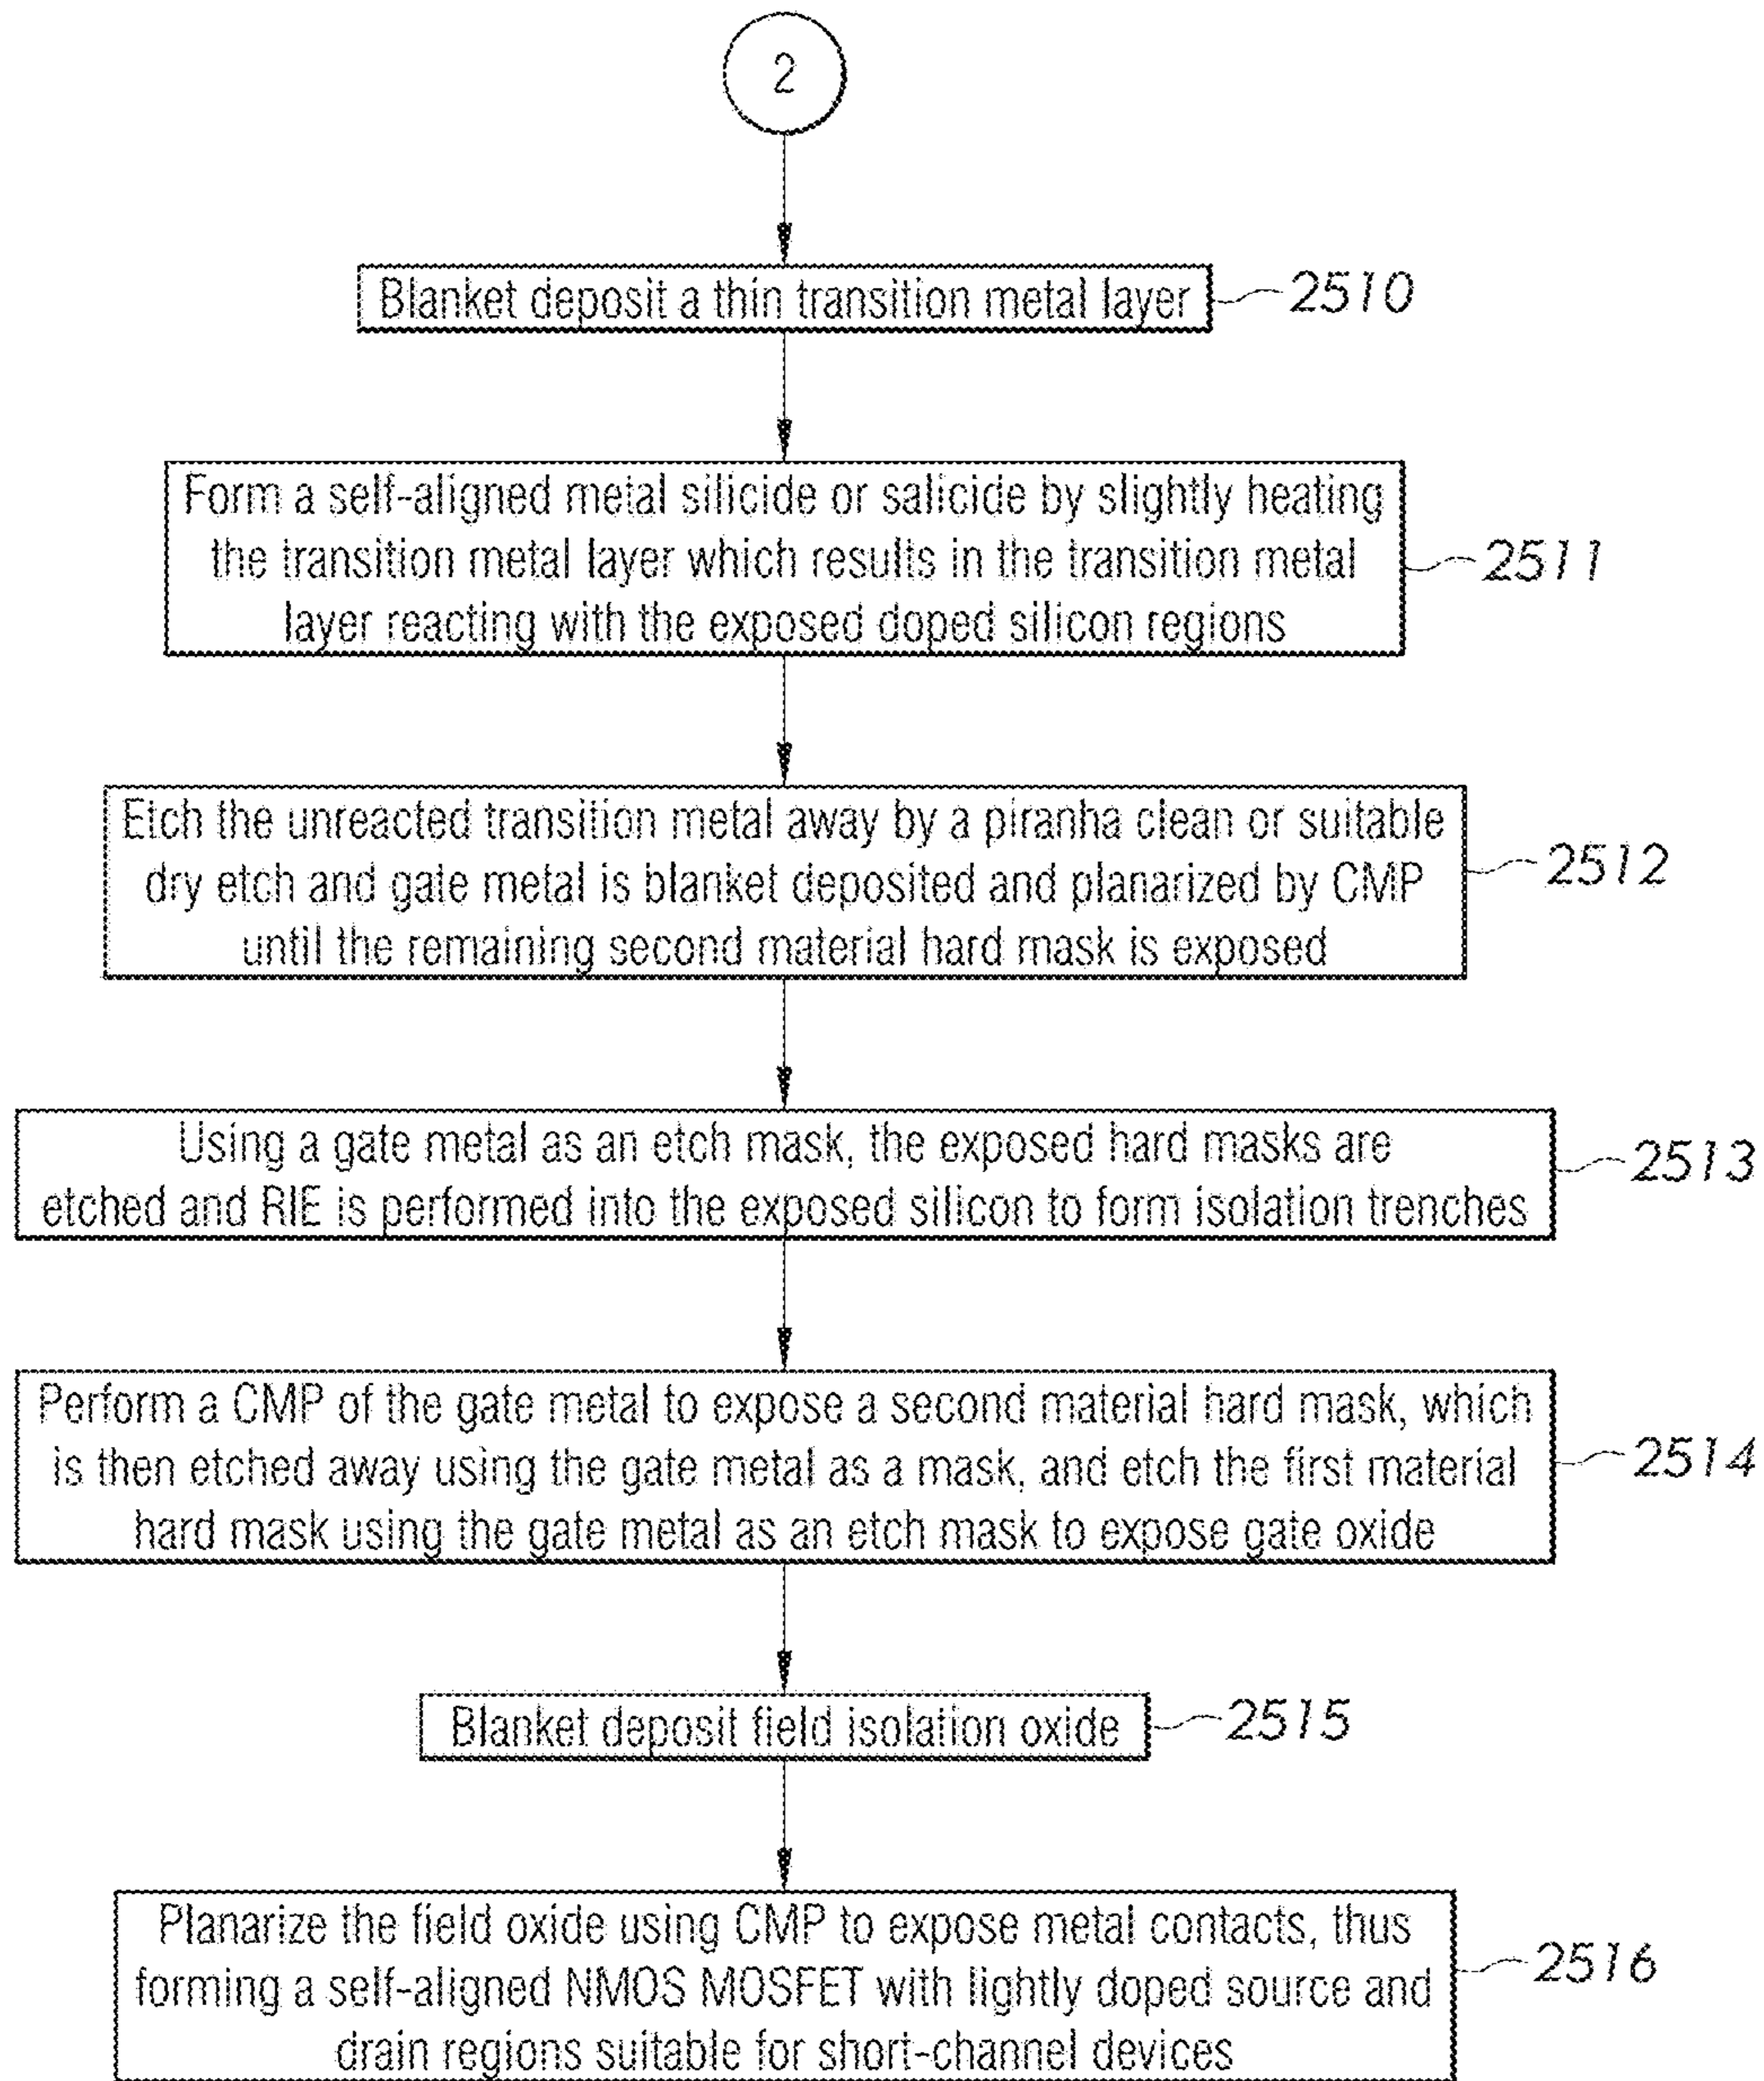 2
Blanket deposit a thin transition metal layer
2510
Form a self-aligned metal silicide or salicide by slightly heating
the transition metal layer which results in the transition metal
layer reacting with the exposed doped silicon regions
2511
Etch the unreacted transition metal away by a piranha clean or suitable
dry etch and gate metal is blanket deposited and planarized by CMP
until the remaining second material hard mask is exposed
2512
Using a gate metal as an etch mask, the exposed hard masks are
etched and RIE is performed into the exposed silicon to form isolation trenches
2513
Perform a CMP of the gate metal to expose a second material hard mask, which
is then etched away using the gate metal as a mask, and etch the first material
hard mask using the gate metal as an etch mask to expose gate oxide
2514
Blanket deposit field isolation oxide
2515
Planarize the field oxide using CMP to expose metal contacts, thus
forming a self-aligned NMOS MOSFET with lightly doped source and
drain regions suitable for short-channel devices
2516